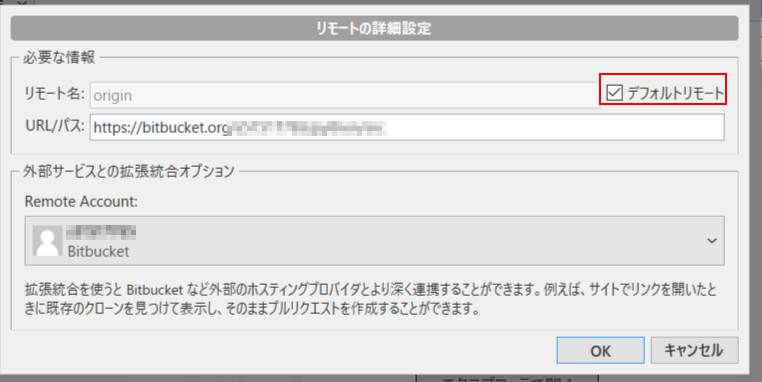 リモートの詳細設定
必要な情報
リモート名: origin デフォルトリモート
URL/パス: https://bitbucket.org
外部サービスとの拡張統合オプション
Remote Account:
Bitbucket
拡張統合を使うと Bitbucket など外部のホスティングプロバイダとより深く連携することができます。例えば、サイトでリンクを開いたと
きに既存のクローンを見つけて表示し、そのままプルリクエストを作成することができます。
OK キャンセル